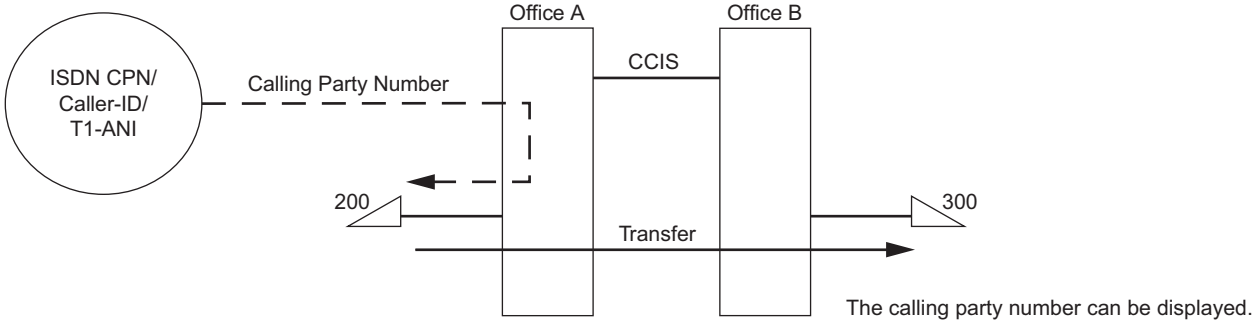 Office A
Office B
ISDN CPN/
Caller-ID/
T1-ANI
Calling Party Number
CCIS
200
300
Transfer
The calling party number can be displayed.